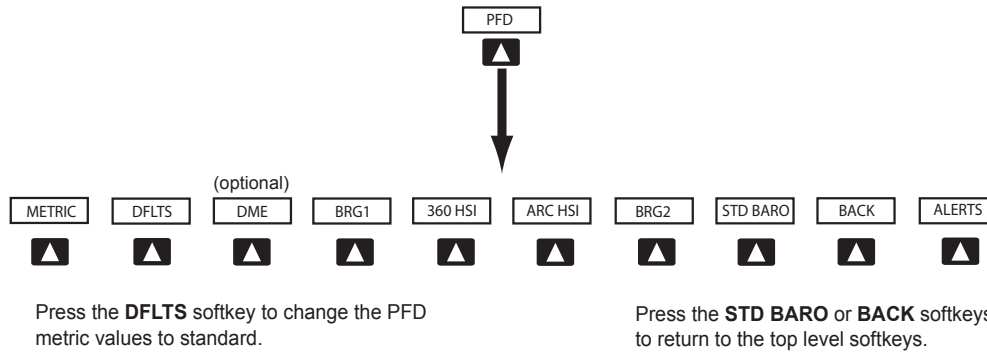 PFD
(optional)
METRIC DFLTS DME BRG1 360 HSI ARC HSI BRG2 STD BARO BACK ALERTS
Press the DFLTS softkey to change the PFD
metric values to standard.
Press the STD BARO or BACK softkeys
to return to the top level softkeys.